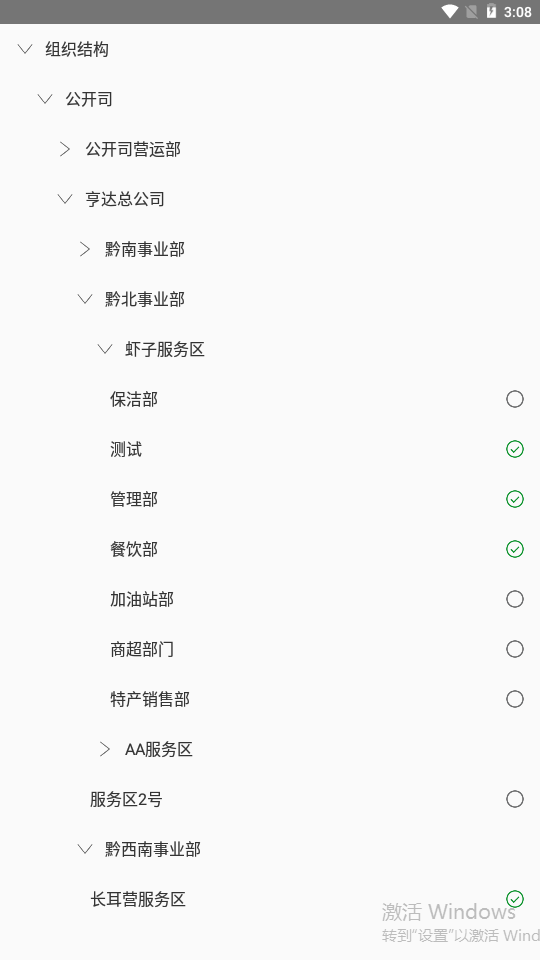 3:08
组织结构
公开司
公开司营运部
亨达总公司
黔南事业部
黔北事业部
虾子服务区
保洁部
测试
管理部
餐饮部
加油站部
商超部门
特产销售部
AA服务区
服务区2号
黔西南事业部
长耳营服务区
激活 Windows
转到“设置”以激活 Wind